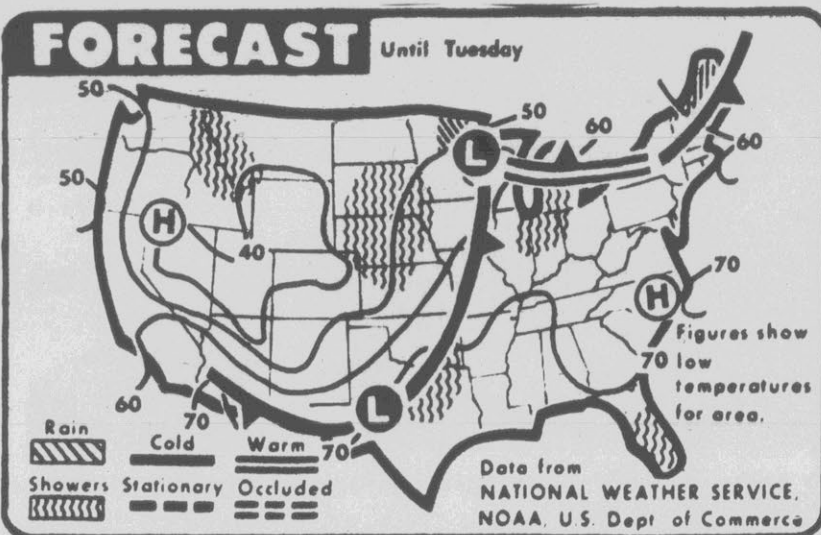 FORECAST
Until Tuesday
50
50
60
60
50
L
H
40
70
H
Figures show
70 low
temperatures
for area.
60
70
L
70
Rain
Cold
Warm
Showers
Stationary
Occluded
Data from
NATIONAL WEATHER SERVICE,
NOAA, U.S. Dept of Commerce